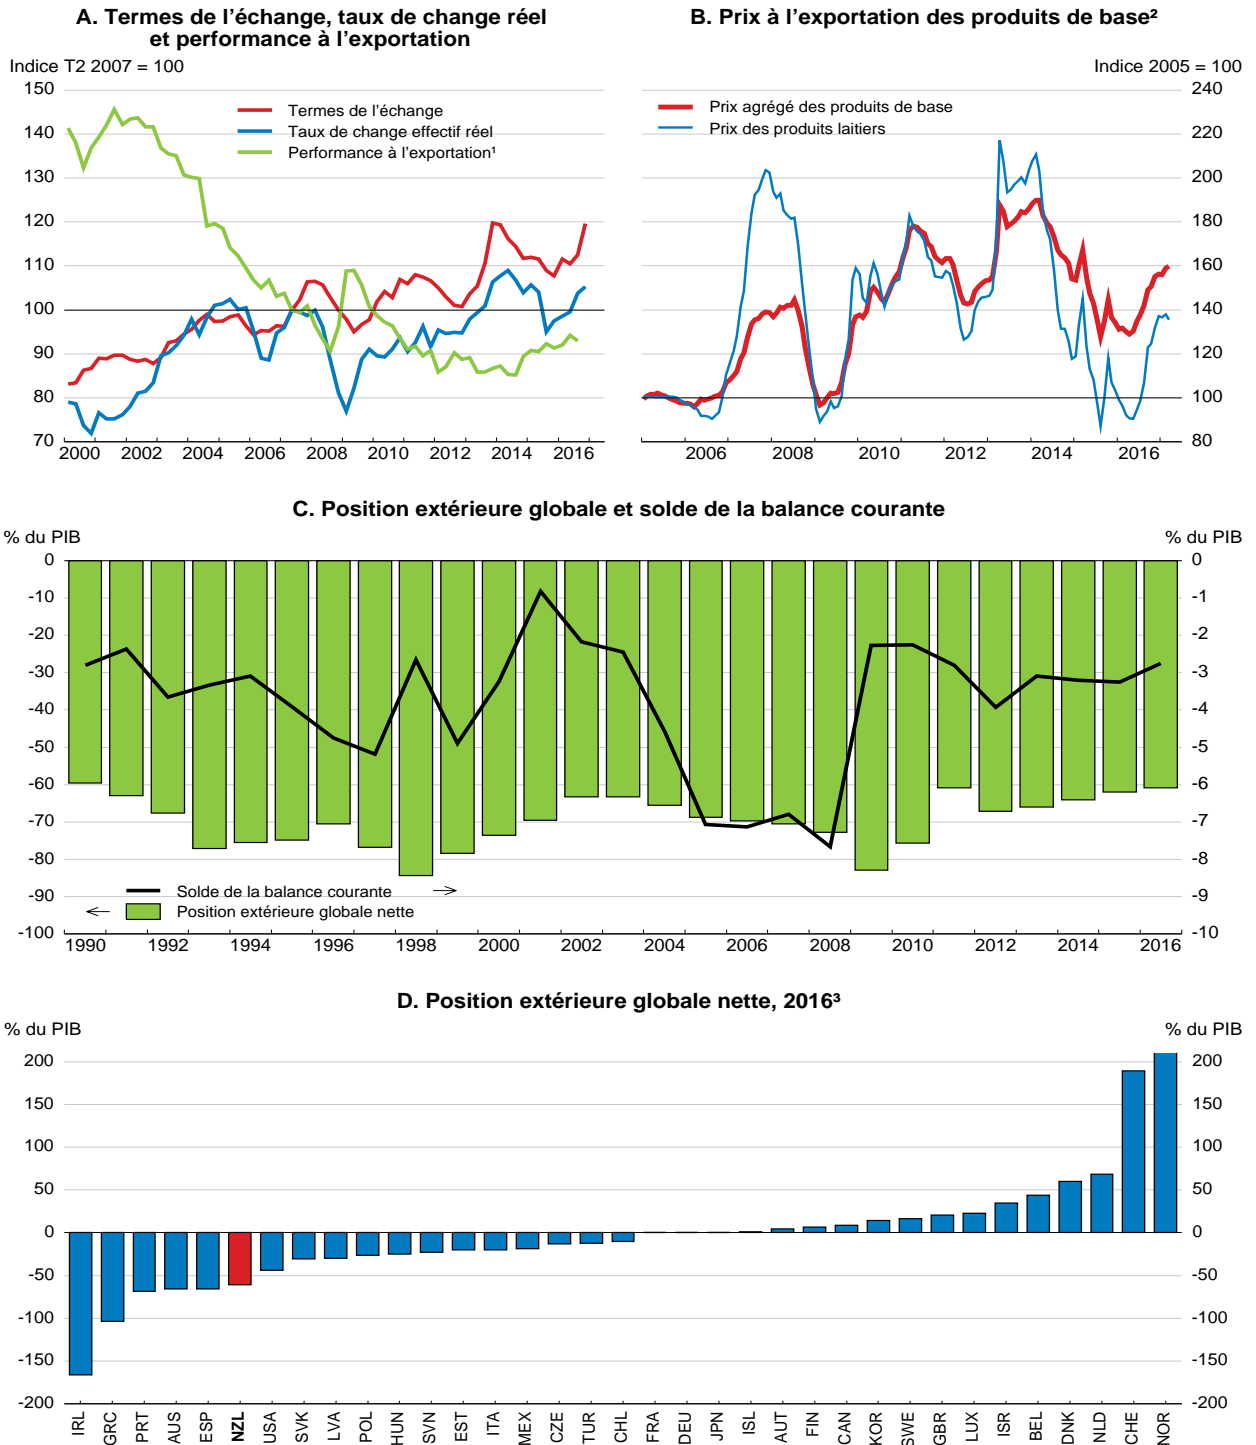 A. Termes de l’échange, taux de change réel
et performance à l’exportation
Indice T2 2007 = 100
150
140
130
120
110
100
90
80
70
Termes de l’échange
Taux de change effectif réel
Performance à l’exportation¹
2000 2002 2004 2006 2008 2010 2012 2014 2016
B. Prix à l’exportation des produits de base²
Indice 2005 = 100
240
220
200
180
160
140
120
100
80
Prix agrégé des produits de base
Prix des produits laitiers
2006 2008 2010 2012 2014 2016
C. Position extérieure globale et solde de la balance courante
% du PIB % du PIB
0 0
-10 -1
-20 -2
-30 -3
-40 -4
-50 -5
-60 -6
-70 -7
-80 -8
-90 -9
-100 -10
Solde de la balance courante
Position extérieure globale nette
1990 1992 1994 1996 1998 2000 2002 2004 2006 2008 2010 2012 2014 2016
D. Position extérieure globale nette, 2016³
% du PIB % du PIB
200 200
150 150
100 100
50 50
0 0
-50 -50
-100 -100
-150 -150
-200 -200
IRL GRC PRT AUS ESP NZL USA SVK LVA POL HUN SVN EST ITA MEX CZE TUR CHL FRA DEU JPN ISL AUT FIN CAN KOR SWE GBR LUX ISR BEL DNK NLD CHE NOR